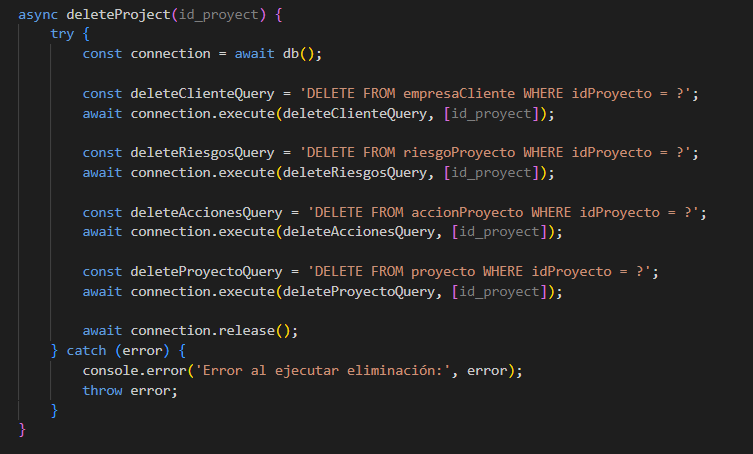 async deleteProject(id_proyect) {
try {
const connection = await db();
const deleteClienteQuery = 'DELETE FROM empresaCliente WHERE idProyecto = ?';
await connection.execute(deleteClienteQuery, [id_proyect]);
const deleteRiesgosQuery = 'DELETE FROM riesgoProyecto WHERE idProyecto = ?';
await connection.execute(deleteRiesgosQuery, [id_proyect]);
const deleteAccionesQuery = 'DELETE FROM accionProyecto WHERE idProyecto = ?';
await connection.execute(deleteAccionesQuery, [id_proyect]);
const deleteProyectoQuery = 'DELETE FROM proyecto WHERE idProyecto = ?';
await connection.execute(deleteProyectoQuery, [id_proyect]);
await connection.release();
} catch (error) {
console.error('Error al ejecutar eliminación:', error);
throw error;
}
}